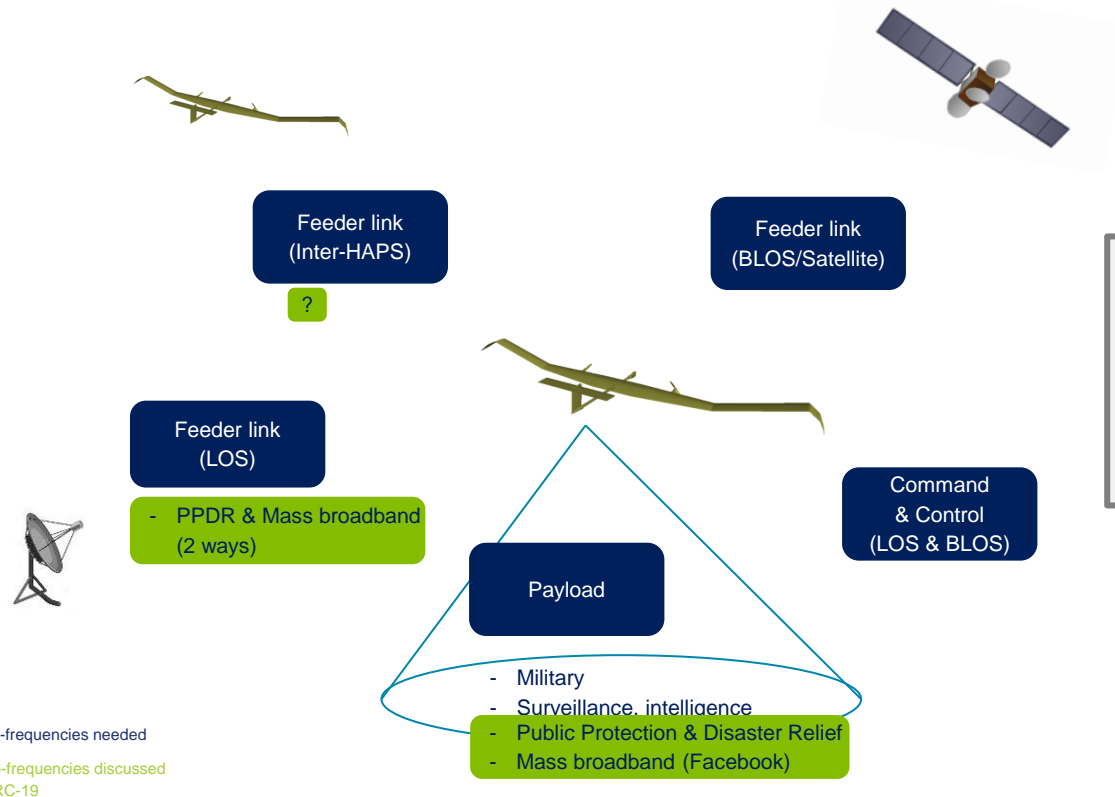 Feeder link
(Inter-HAPS)
?
Feeder link
(BLOS/Satellite)
Feeder link
(LOS)
- PPDR & Mass broadband
(2 ways)
Command
& Control
(LOS & BLOS)
Payload
- Military
- Surveillance, intelligence
- Public Protection & Disaster Relief
- Mass broadband (Facebook)
-frequencies needed
-frequencies discussed
RC-19